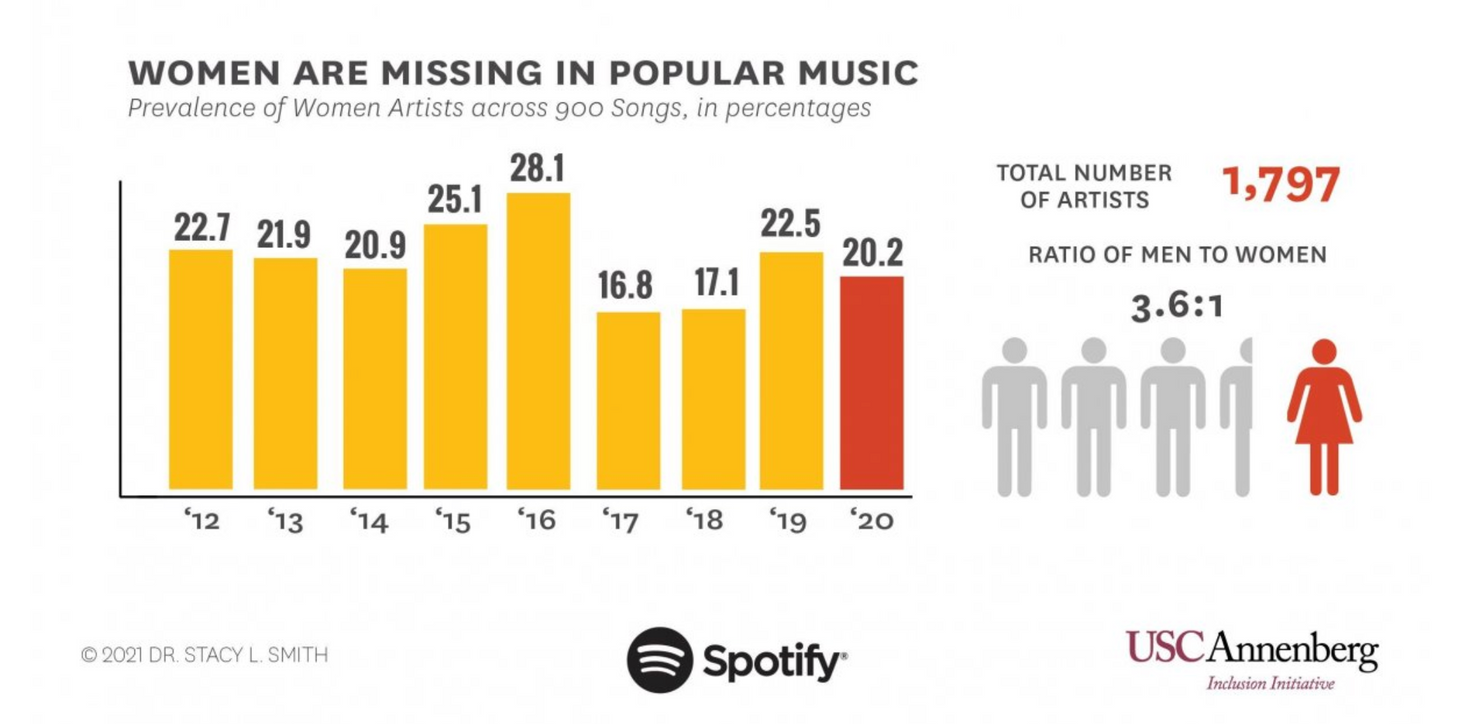 WOMEN ARE MISSING IN POPULAR MUSIC
Prevalence of Women Artists across 900 Songs, in percentages
22.7
21.9
20.9
25.1
28.1
16.8
17.1
22.5
20.2
‘12
‘13
‘14
‘15
‘16
‘17
‘18
‘19
‘20
TOTAL NUMBER
OF ARTISTS
1,797
RATIO OF MEN TO WOMEN
3.6:1
© 2021 DR. STACY L. SMITH
Spotify®
USC Annenberg
Inclusion Initiative